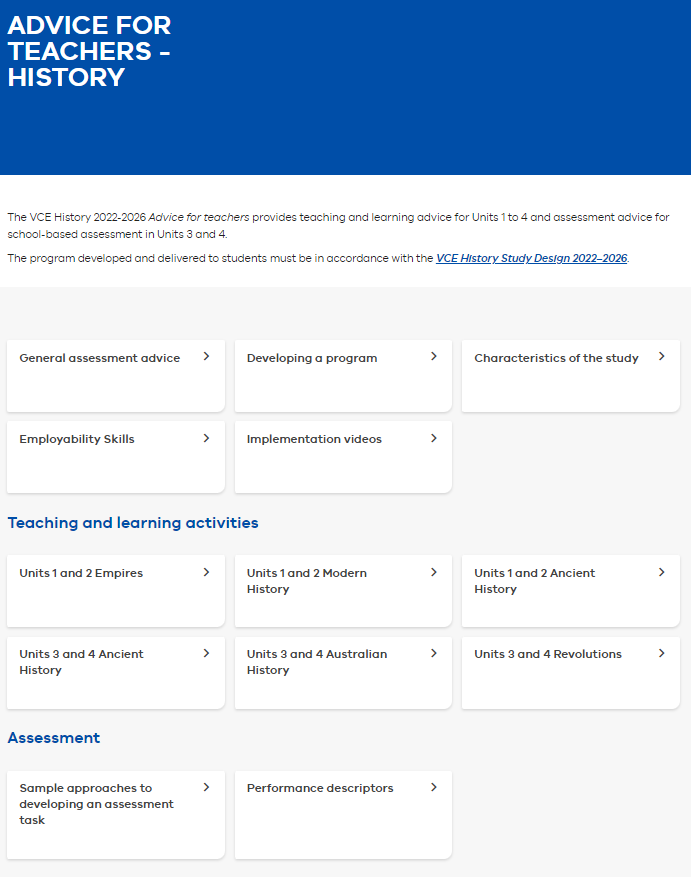 ADVICE FOR
TEACHERS -
HISTORY
The VCE History 2022-2026 Advice for teachers provides teaching and learning advice for Units 1 to 4 and assessment advice for
school-based assessment in Units 3 and 4.
The program developed and delivered to students must be in accordance with the VCE History Study Design 2022–2026.
General assessment advice
Developing a program
Characteristics of the study
Employability Skills
Implementation videos
Teaching and learning activities
Units 1 and 2 Empires
Units 1 and 2 Modern
History
Units 1 and 2 Ancient
History
Units 3 and 4 Ancient
History
Units 3 and 4 Australian
History
Units 3 and 4 Revolutions
Assessment
Sample approaches to
developing an assessment
task
Performance descriptors